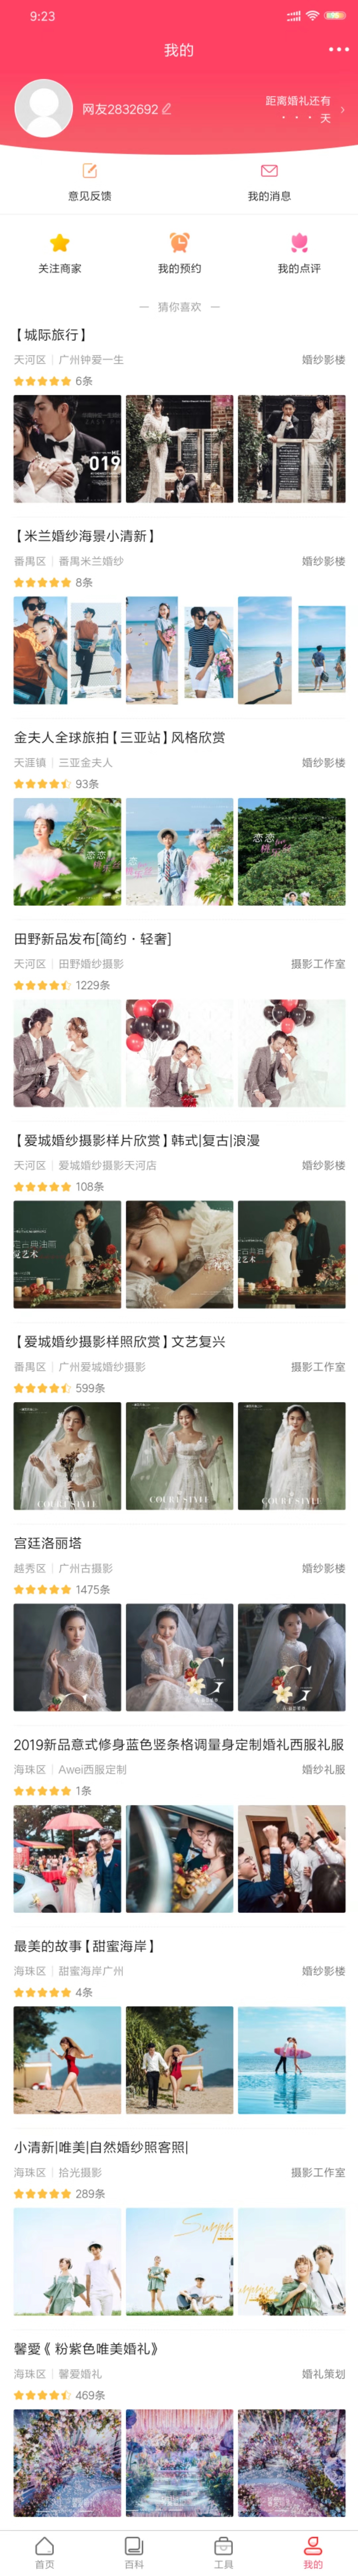 9:23
我的
网友2832692
距离婚礼还有
· · · 天
意见反馈
我的消息
关注商家
我的预约
我的点评
— 猜你喜欢 —
【城际旅行】
天河区 | 广州钟爱一生
婚纱影楼
6条
019
【米兰婚纱海景小清新】
番禺区 | 番禺米兰婚纱
婚纱影楼
8条
金夫人全球旅拍【三亚站】风格欣赏
天涯镇 | 三亚金夫人
婚纱影楼
93条
恋恋
恋恋
田野新品发布[简约·轻奢]
天河区 | 田野婚纱摄影
摄影工作室
1229条
【爱城婚纱摄影样片欣赏】韩式|复古|浪漫
天河区 | 爱城婚纱摄影天河店
婚纱影楼
108条
【爱城婚纱摄影样照欣赏】文艺复兴
番禺区 | 广州爱城婚纱摄影
摄影工作室
599条
COURT STYLE
COURT STYLE
COURT STYLE
宫廷洛丽塔
越秀区 | 广州古摄影
婚纱影楼
1475条
2019新品意式修身蓝色竖条格调量身定制婚礼西服礼服
海珠区 | Awei西服定制
婚纱礼服
1条
最美的故事【甜蜜海岸】
海珠区 | 甜蜜海岸广州
婚纱影楼
4条
小清新|唯美|自然婚纱照客照|
海珠区 | 拾光摄影
摄影工作室
289条
馨愛《粉紫色唯美婚礼》
海珠区 | 馨爱婚礼
婚礼策划
469条
首页
百科
工具
我的